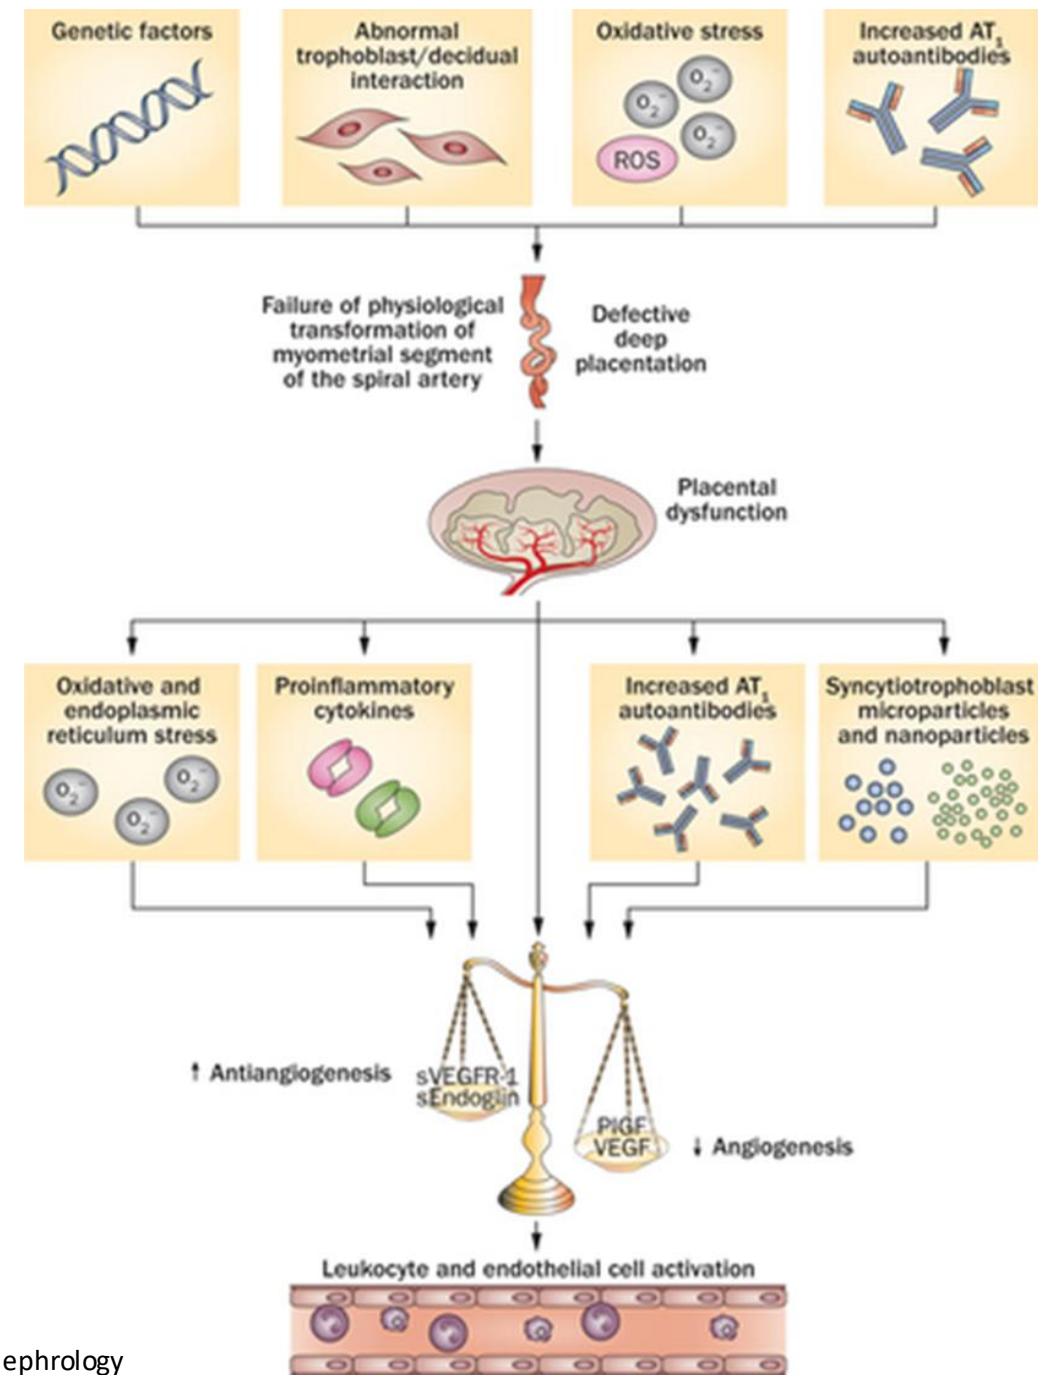 Genetic factors
Abnormal
trophoblast/decidual
interaction
Oxidative stress
O2−
O2−
O2−
ROS
Increased AT1
autoantibodies
Failure of physiological
transformation of
myometrial segment
of the spiral artery
Defective
deep
placentation
Placental
dysfunction
Oxidative and
endoplasmic
reticulum stress
O2−
O2−
O2−
Proinflammatory
cytokines
Increased AT1
autoantibodies
Syncytiotrophoblast
microparticles
and nanoparticles
↑ Antiangiogenesis
sVEGFR-1
sEndoglin
PlGF
VEGF
↓ Angiogenesis
Leukocyte and endothelial cell activation
ephrology